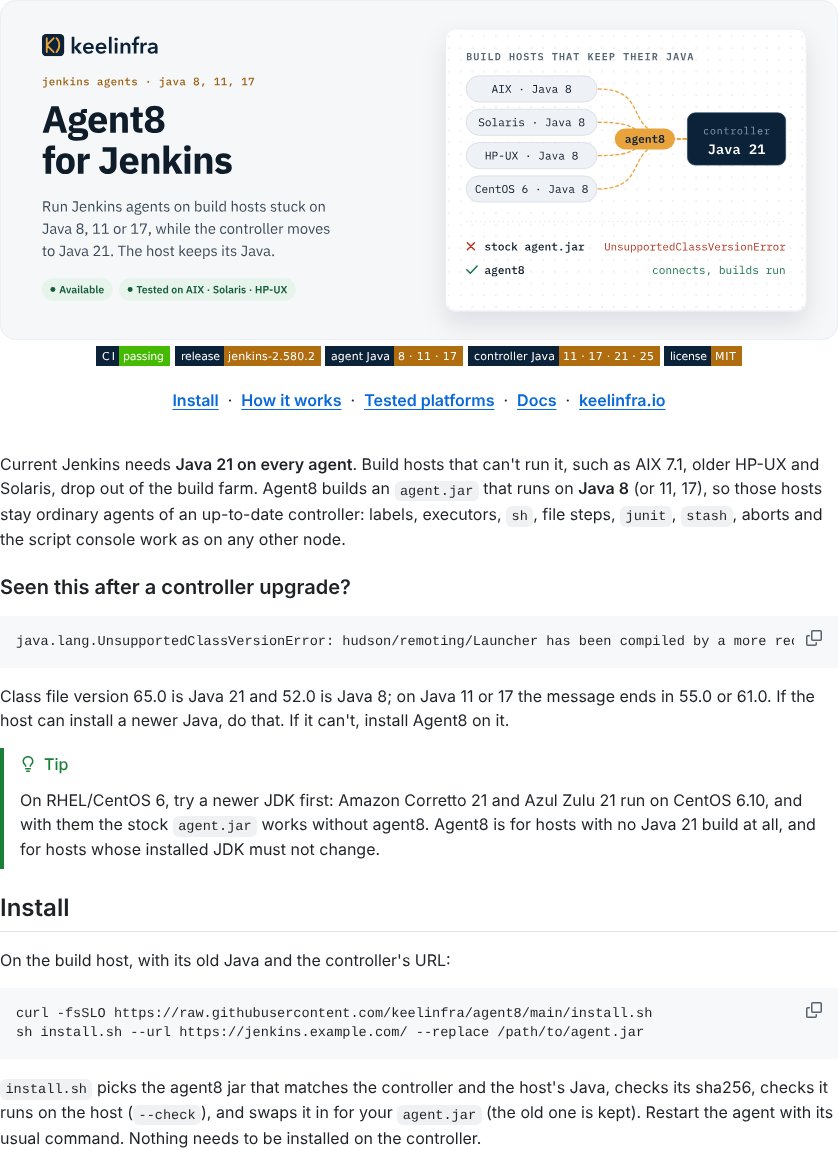 keelinfra
jenkins agents · java 8, 11, 17
Agent8
for Jenkins
Run Jenkins agents on build hosts stuck on
Java 8, 11 or 17, while the controller moves
to Java 21. The host keeps its Java.
Available
Tested on AIX · Solaris · HP-UX
BUILD HOSTS THAT KEEP THEIR JAVA
AIX · Java 8
Solaris · Java 8
HP-UX · Java 8
CentOS 6 · Java 8
agent8
controller
Java 21
stock agent.jar UnsupportedClassVersionError
agent8 connects, builds run
CI passing release jenkins-2.580.2 agent Java 8 · 11 · 17 controller Java 11 · 17 · 21 · 25 license MIT
Install · How it works · Tested platforms · Docs · keelinfra.io
Current Jenkins needs Java 21 on every agent. Build hosts that can't run it, such as AIX 7.1, older HP-UX and
Solaris, drop out of the build farm. Agent8 builds an agent.jar that runs on Java 8 (or 11, 17), so those hosts
stay ordinary agents of an up-to-date controller: labels, executors, sh, file steps, junit, stash, aborts and
the script console work as on any other node.
Seen this after a controller upgrade?
java.lang.UnsupportedClassVersionError: hudson/remoting/Launcher has been compiled by a more rec
Class file version 65.0 is Java 21 and 52.0 is Java 8; on Java 11 or 17 the message ends in 55.0 or 61.0. If the
host can install a newer Java, do that. If it can't, install Agent8 on it.
Tip
On RHEL/CentOS 6, try a newer JDK first: Amazon Corretto 21 and Azul Zulu 21 run on CentOS 6.10, and
with them the stock agent.jar works without agent8. Agent8 is for hosts with no Java 21 build at all, and
for hosts whose installed JDK must not change.
Install
On the build host, with its old Java and the controller's URL:
curl -fsSLO https://raw.githubusercontent.com/keelinfra/agent8/main/install.sh
sh install.sh --url https://jenkins.example.com/ --replace /path/to/agent.jar
install.sh picks the agent8 jar that matches the controller and the host's Java, checks its sha256, checks it
runs on the host ( --check ), and swaps it in for your agent.jar (the old one is kept). Restart the agent with its
usual command. Nothing needs to be installed on the controller.